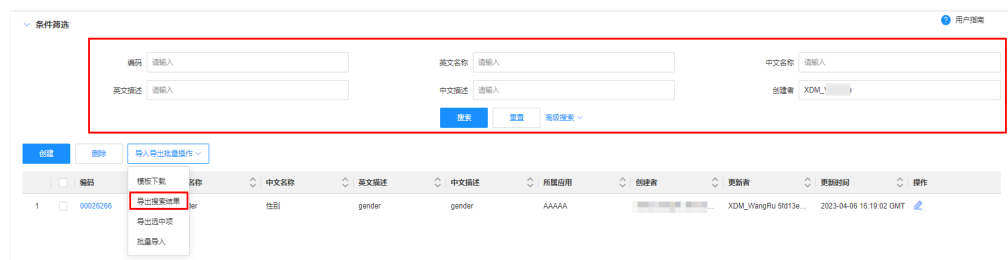 条件筛选
用户指南
编码 请输入 英文名称 请输入 中文名称 请输入
英文描述 请输入 中文描述 请输入 创建者 XDM_
搜索 重置 高级搜索
创建 删除 导入导出批量操作
编码 名称 中文名称 英文描述 中文描述 所属应用 创建者 更新者 更新时间 操作
1 00026266 性别 gender gender AAAAA XDM_WangRu 5fd13e... 2023-04-06 16:19:02 GMT
模板下载
导出搜索结果
导出选中项
批量导入